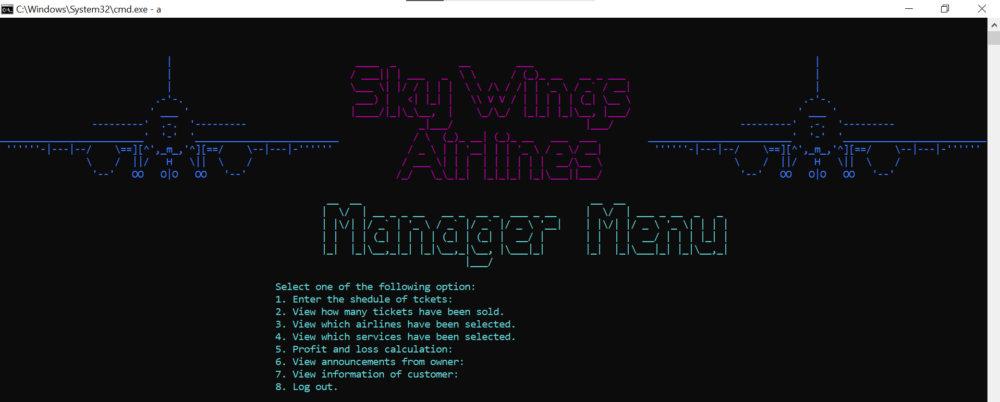 C:\Windows\System32\cmd.exe - a
Sky Wings
Airlines
Manager Menu
Select one of the following option:
1. Enter the shedule of tckets:
2. View how many tickets have been sold.
3. View which airlines have been selected.
4. View which services have been selected.
5. Profit and loss calculation:
6. View announcements from owner:
7. View information of customer:
8. Log out.